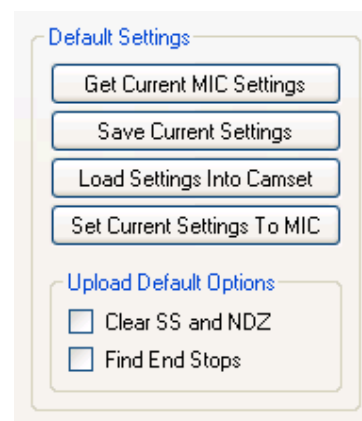 Default Settings
Get Current MIC Settings
Save Current Settings
Load Settings Into Camset
Set Current Settings To MIC
Upload Default Options
Clear SS and NDZ
Find End Stops